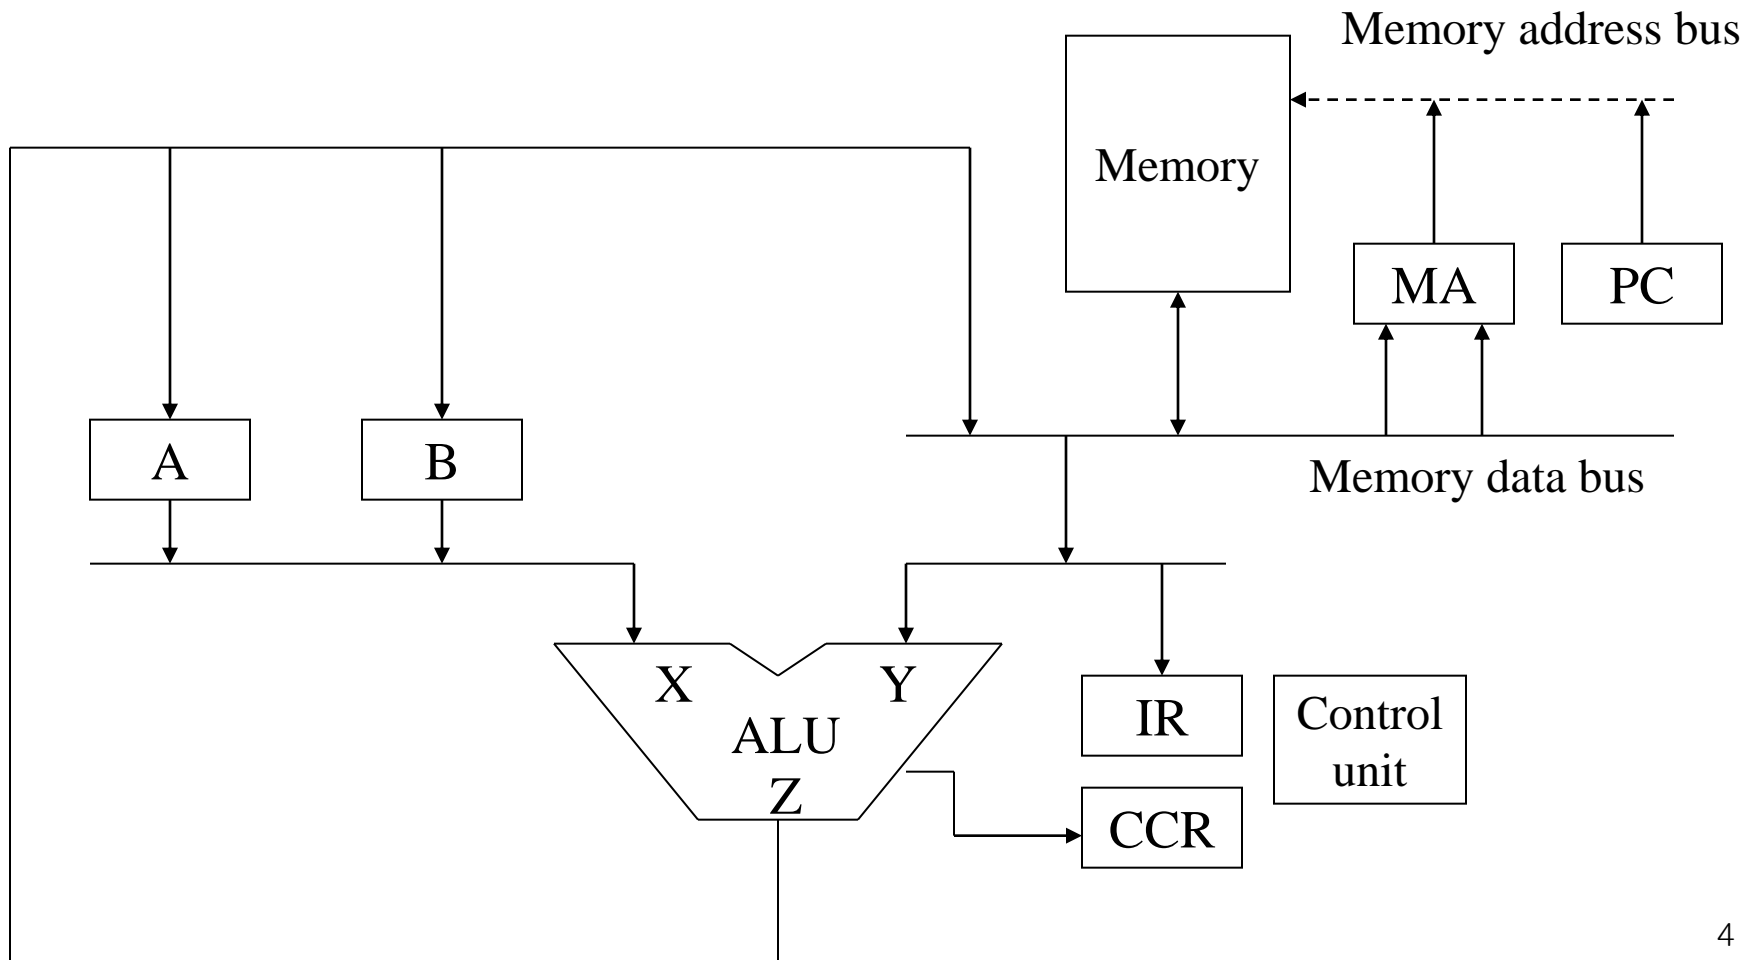 Memory address bus
Memory
MA
PC
A
B
Memory data bus
X
Y
ALU
Z
IR
Control
unit
CCR
4